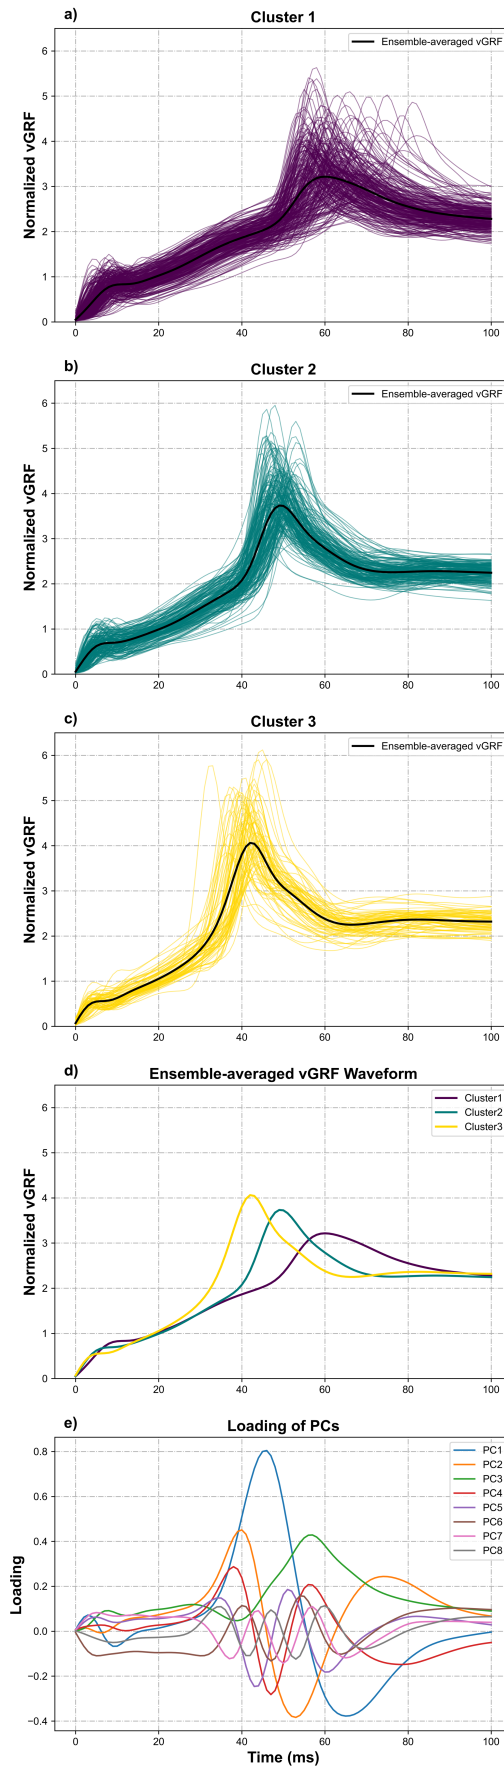 a)
Cluster 1
Ensemble-averaged vGRF
Normalized vGRF
6
5
4
3
2
1
0
0 20 40 60 80 100
b)
Cluster 2
Ensemble-averaged vGRF
Normalized vGRF
6
5
4
3
2
1
0
0 20 40 60 80 100
c)
Cluster 3
Ensemble-averaged vGRF
Normalized vGRF
6
5
4
3
2
1
0
0 20 40 60 80 100
d)
Ensemble-averaged vGRF Waveform
Cluster1
Cluster2
Cluster3
Normalized vGRF
6
5
4
3
2
1
0
0 20 40 60 80 100
e)
Loading of PCs
PC1
PC2
PC3
PC4
PC5
PC6
PC7
PC8
Loading
0.8
0.6
0.4
0.2
0.0
−0.2
−0.4
0 20 40 60 80 100
Time (ms)